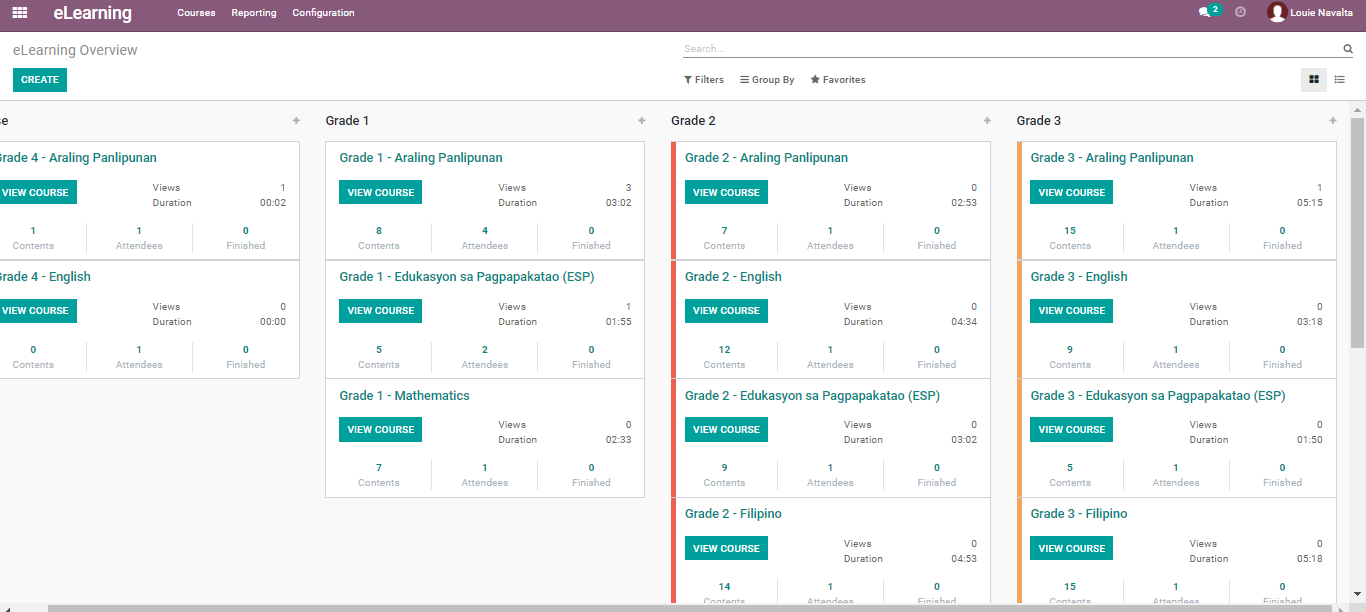 eLearning Courses Reporting Configuration 2 Louie Navalta
eLearning Overview Search...
CREATE Filters Group By Favorites
se + Grade 1 + Grade 2 + Grade 3 +
Grade 4 - Araling Panlipunan
VIEW COURSE Views 1
Duration 00:02
1 1 0
Contents Attendees Finished
Grade 4 - English
VIEW COURSE Views 0
Duration 00:00
0 1 0
Contents Attendees Finished
Grade 1 - Araling Panlipunan
VIEW COURSE Views 3
Duration 03:02
8 4 0
Contents Attendees Finished
Grade 1 - Edukasyon sa Pagpapakatao (ESP)
VIEW COURSE Views 1
Duration 01:55
5 2 0
Contents Attendees Finished
Grade 1 - Mathematics
VIEW COURSE Views 0
Duration 02:33
7 1 0
Contents Attendees Finished
Grade 2 - Araling Panlipunan
VIEW COURSE Views 0
Duration 02:53
7 1 0
Contents Attendees Finished
Grade 2 - English
VIEW COURSE Views 0
Duration 04:34
12 1 0
Contents Attendees Finished
Grade 2 - Edukasyon sa Pagpapakatao (ESP)
VIEW COURSE Views 0
Duration 03:02
9 1 0
Contents Attendees Finished
Grade 2 - Filipino
VIEW COURSE Views 0
Duration 04:53
14 1 0
Contents Attendees Finished
Grade 3 - Araling Panlipunan
VIEW COURSE Views 1
Duration 05:15
15 1 0
Contents Attendees Finished
Grade 3 - English
VIEW COURSE Views 0
Duration 03:18
9 1 0
Contents Attendees Finished
Grade 3 - Edukasyon sa Pagpapakatao (ESP)
VIEW COURSE Views 0
Duration 01:50
5 1 0
Contents Attendees Finished
Grade 3 - Filipino
VIEW COURSE Views 0
Duration 05:18
15 1 0
Contents Attendees Finished